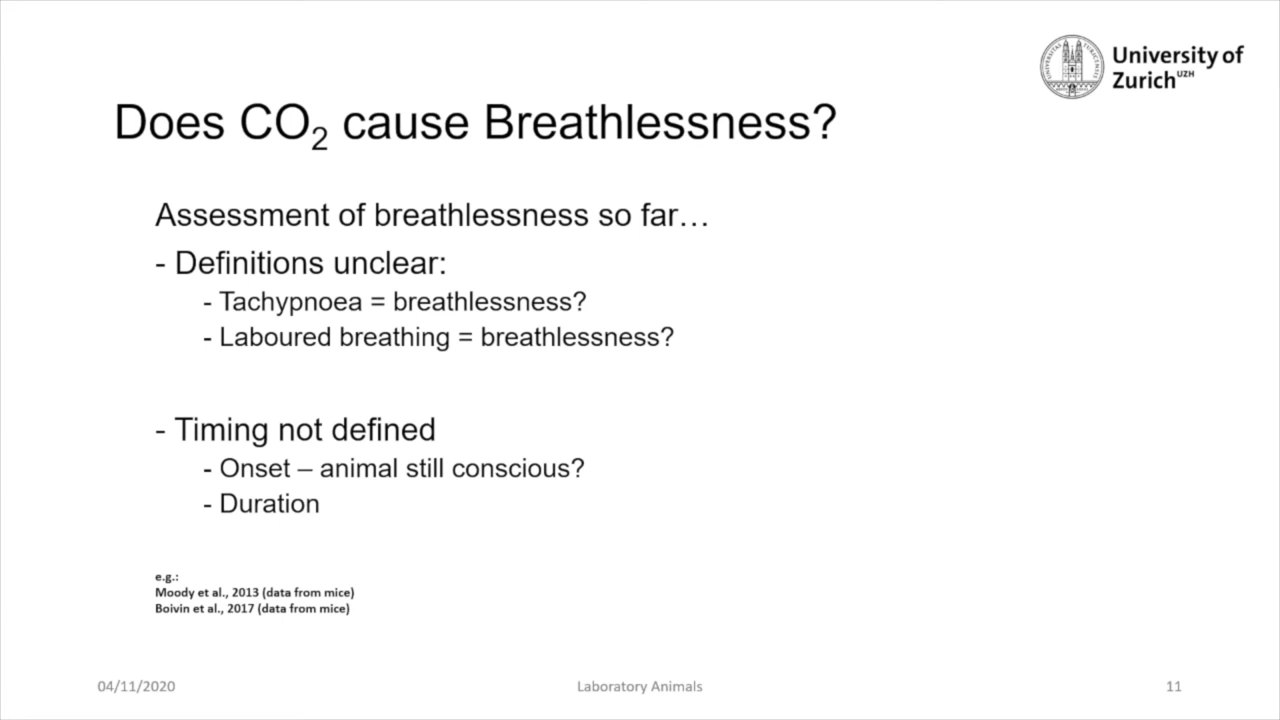 University of
Zurich UZH
Does CO₂ cause Breathlessness?
Assessment of breathlessness so far…
- Definitions unclear:
- Tachypnoea = breathlessness?
- Laboured breathing = breathlessness?
- Timing not defined
- Onset – animal still conscious?
- Duration
e.g.:
Moody et al., 2013 (data from mice)
Boivin et al., 2017 (data from mice)
04/11/2020
Laboratory Animals
11